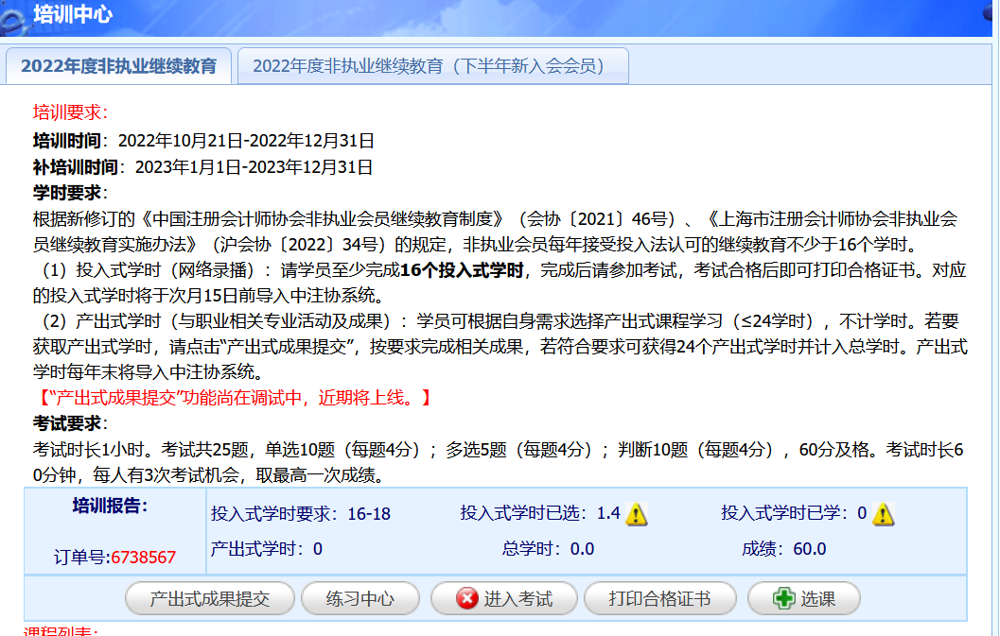 培训中心
2022年度非执业继续教育
2022年度非执业继续教育（下半年新入会会员）
培训要求：
培训时间：2022年10月21日-2022年12月31日
补培训时间：2023年1月1日-2023年12月31日
学时要求：
根据新修订的《中国注册会计师协会非执业会员继续教育制度》（会协〔2021〕46号）、《上海市注册会计师协会非执业会
员继续教育实施办法》（沪会协〔2022〕34号）的规定，非执业会员每年接受投入法认可的继续教育不少于16个学时。
（1）投入式学时（网络录播）：请学员至少完成16个投入式学时，完成后请参加考试，考试合格后即可打印合格证书。对应
的投入式学时将于次月15日前导入中注协系统。
（2）产出式学时（与职业相关专业活动及成果）：学员可根据自身需求选择产出式课程学习（≤24学时），不计学时。若要
获取产出式学时，请点击“产出式成果提交”，按要求完成相关成果，若符合要求可获得24个产出式学时并计入总学时。产出式
学时每年末将导入中注协系统。
【“产出式成果提交”功能尚在调试中，近期将上线。】
考试要求：
考试时长1小时。考试共25题，单选10题（每题4分）；多选5题（每题4分）；判断10题（每题4分），60分及格。考试时长6
0分钟，每人有3次考试机会，取最高一次成绩。
培训报告：
订单号:6738567
投入式学时要求：16-18 投入式学时已选：1.4 投入式学时已学：0
产出式学时：0 总学时：0.0 成绩：60.0
产出式成果提交 练习中心 进入考试 打印合格证书 选课
课程列表：